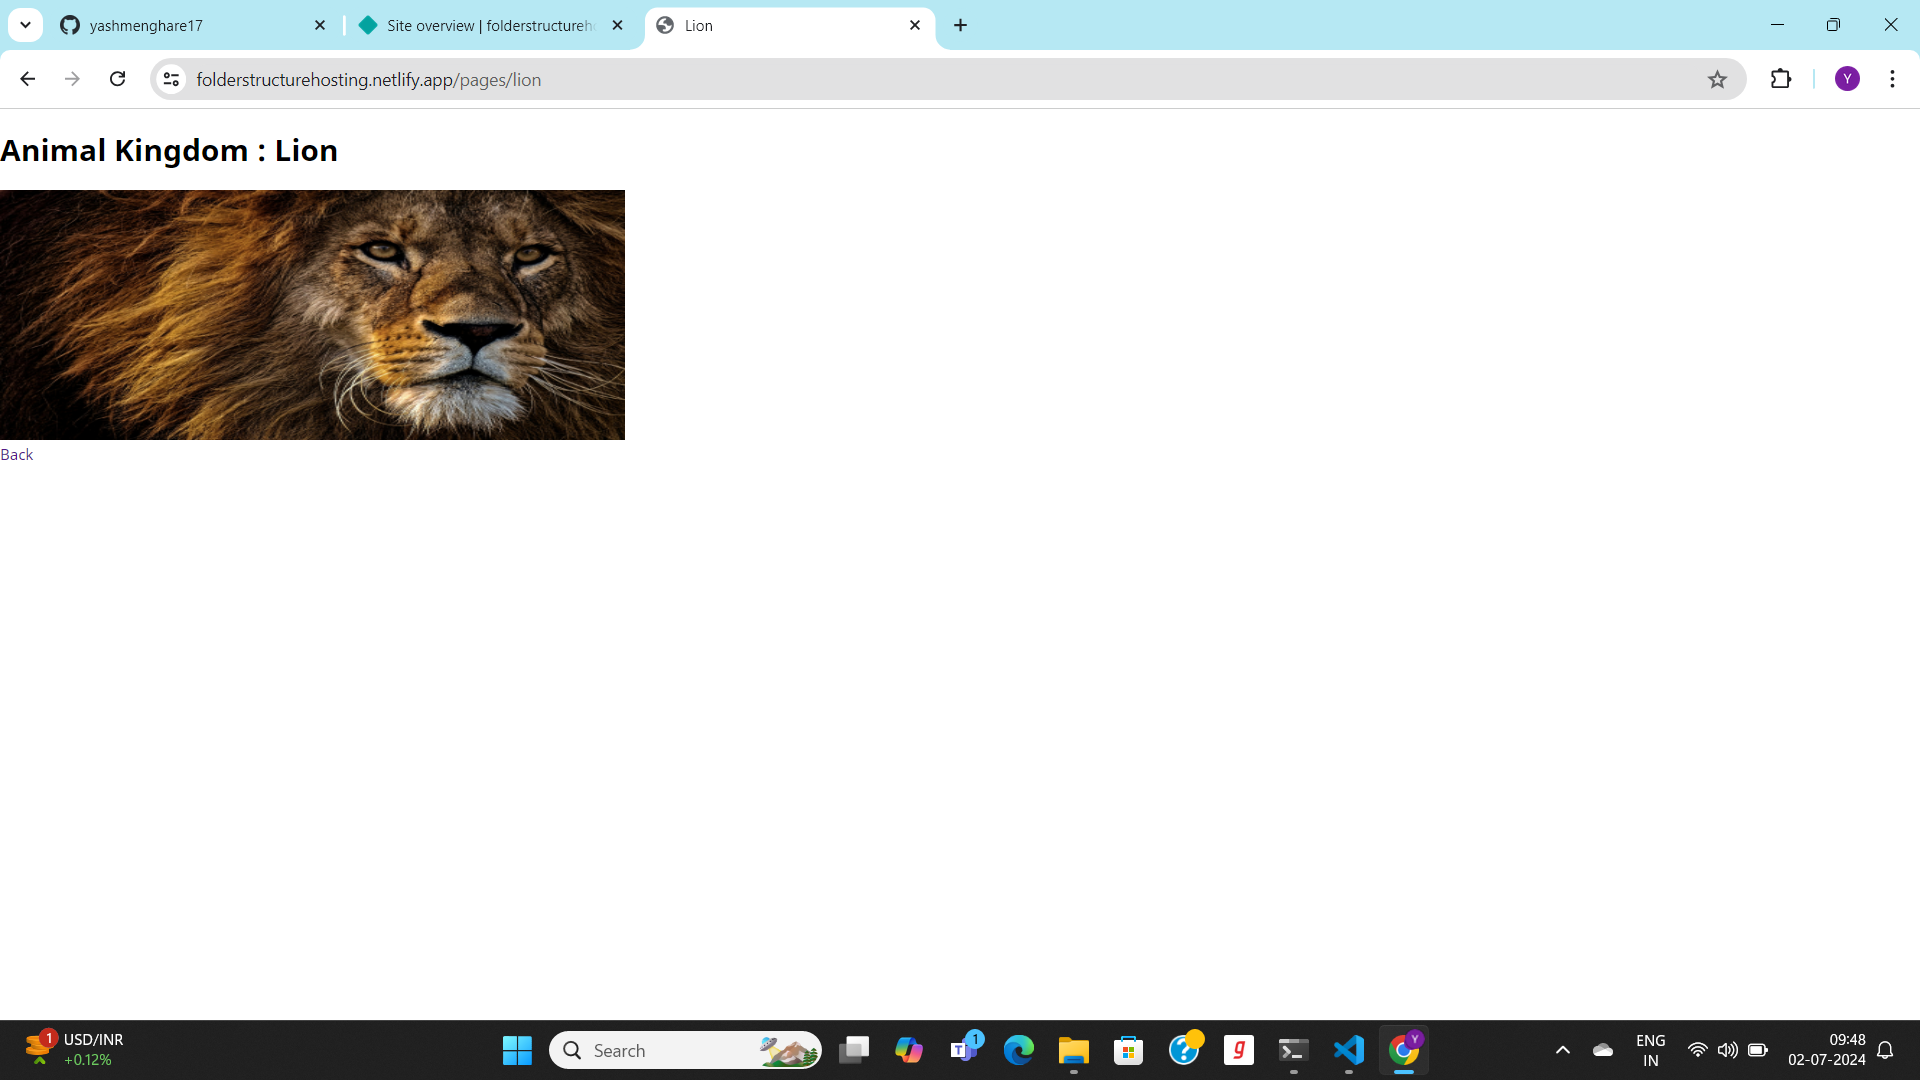 yashmenghare17
Site overview | folderstructureh
Lion
folderstructurehosting.netlify.app/pages/lion
Y
Animal Kingdom : Lion
Back
1
USD/INR
+0.12%
Search
T
1
?
g
Y
ENG
IN
09:48
02-07-2024